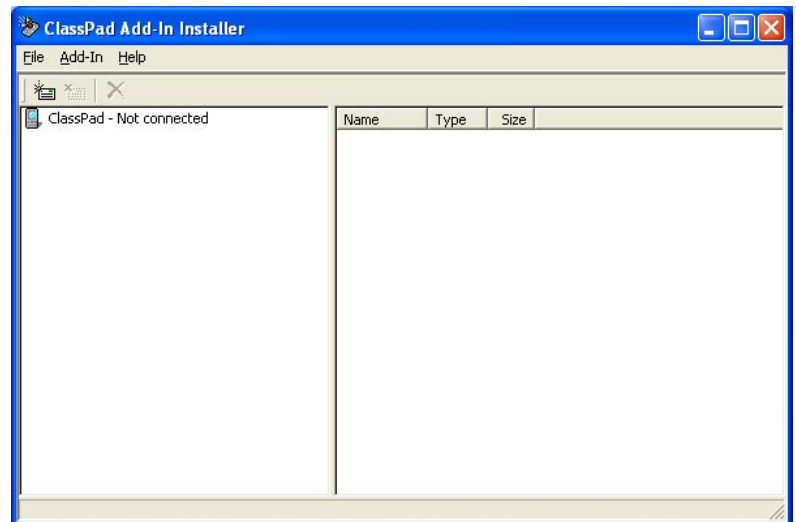 ClassPad Add-In Installer
File Add-In Help
ClassPad - Not connected
Name Type Size